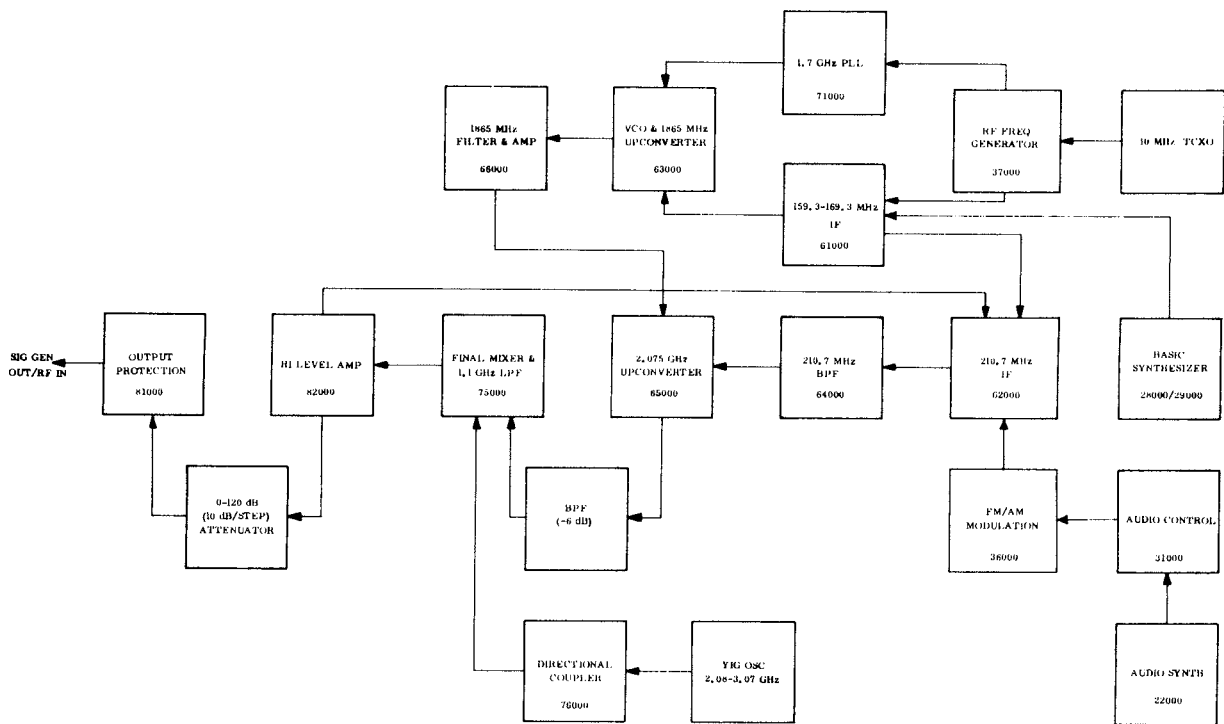 1.7 GHz PLL
71000
1865 MHz
FILTER & AMP
66000
VCO & 1865 MHz
UPCONVERTER
63000
RF FREQ
GENERATOR
37000
10 MHz TCXO
159.3-169.3 MHz
IF
61000
SIG GEN
OUT/RF IN
OUTPUT
PROTECTION
81000
HI LEVEL AMP
82000
FINAL MIXER &
1.1 GHz LPF
75000
2.075 GHz
UPCONVERTER
65000
210.7 MHz
BPF
64000
210.7 MHz
IF
62000
BASIC
SYNTHESIZER
28000/29000
0-120 dB
(10 dB/STEP)
ATTENUATOR
BPF
(-6 dB)
FM/AM
MODULATION
36000
AUDIO CONTROL
31000
DIRECTIONAL
COUPLER
76000
YIG OSC
2.08-3.07 GHz
AUDIO SYNTH
22000